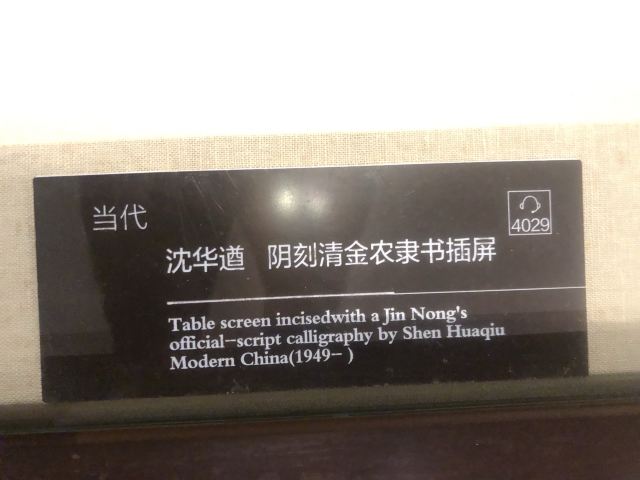 当代
4029
沈华遒 阴刻清金农隶书插屏
Table screen incisedwith a Jin Nong's
official-script calligraphy by Shen Huaqiu
Modern China(1949- )